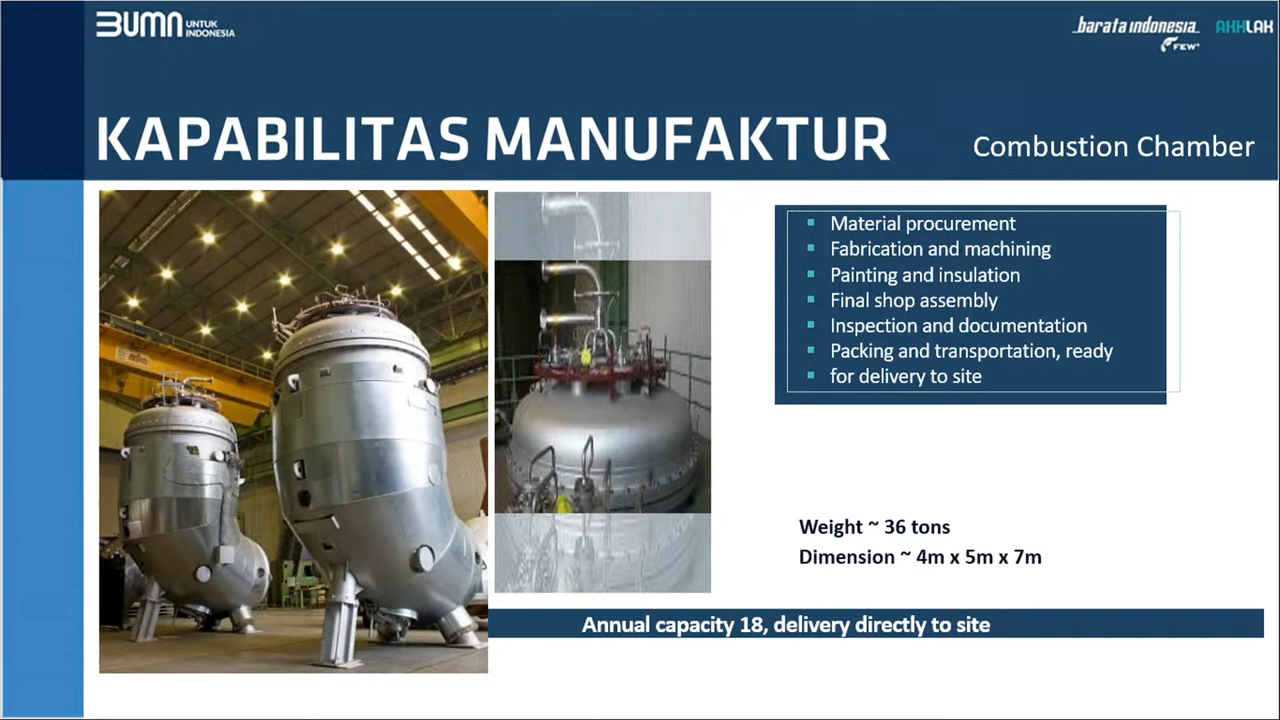 BUMN UNTUK
INDONESIA
barata indonesia
FEW
AKHLAK
KAPABILITAS MANUFAKTUR
Combustion Chamber
Material procurement
Fabrication and machining
Painting and insulation
Final shop assembly
Inspection and documentation
Packing and transportation, ready
for delivery to site
Weight ~ 36 tons
Dimension ~ 4m x 5m x 7m
Annual capacity 18, delivery directly to site